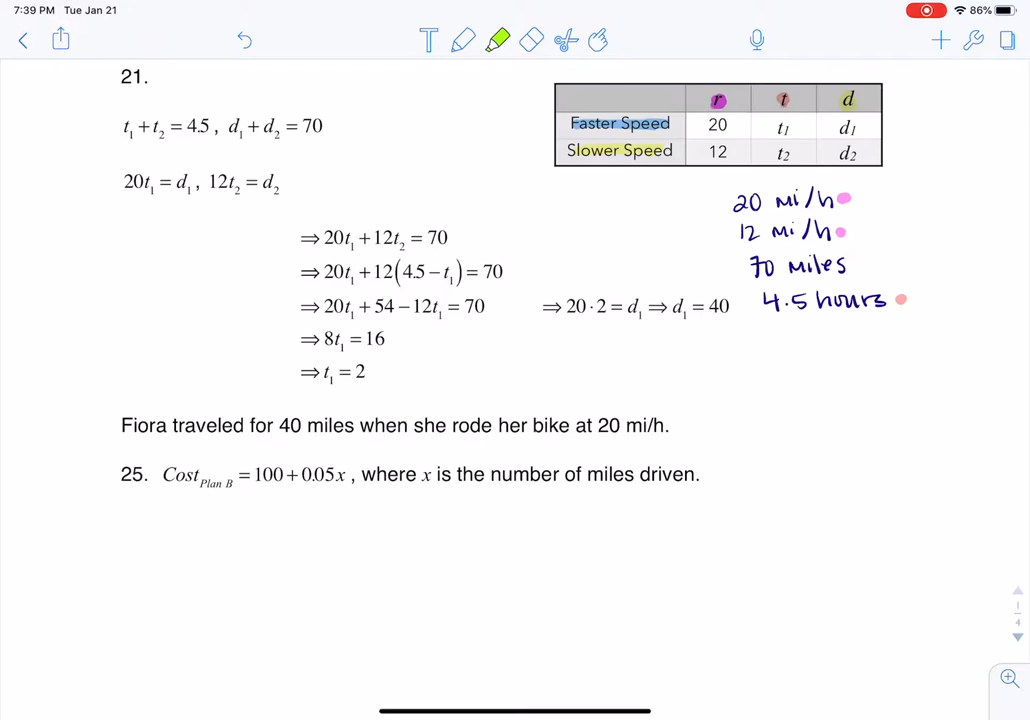 7:39 PM Tue Jan 21
86%
T
21.
t₁ + t₂ = 4.5 , d₁ + d₂ = 70
20t₁ = d₁ , 12t₂ = d₂
r t d
Faster Speed 20 t₁ d₁
Slower Speed 12 t₂ d₂
20 mi/h
12 mi/h
70 miles
4.5 hours
⇒ 20t₁ + 12t₂ = 70
⇒ 20t₁ + 12(4.5 − t₁) = 70
⇒ 20t₁ + 54 − 12t₁ = 70 ⇒ 20 · 2 = d₁ ⇒ d₁ = 40
⇒ 8t₁ = 16
⇒ t₁ = 2
Fiora traveled for 40 miles when she rode her bike at 20 mi/h.
25. Cost Plan B = 100 + 0.05x , where x is the number of miles driven.
1
4